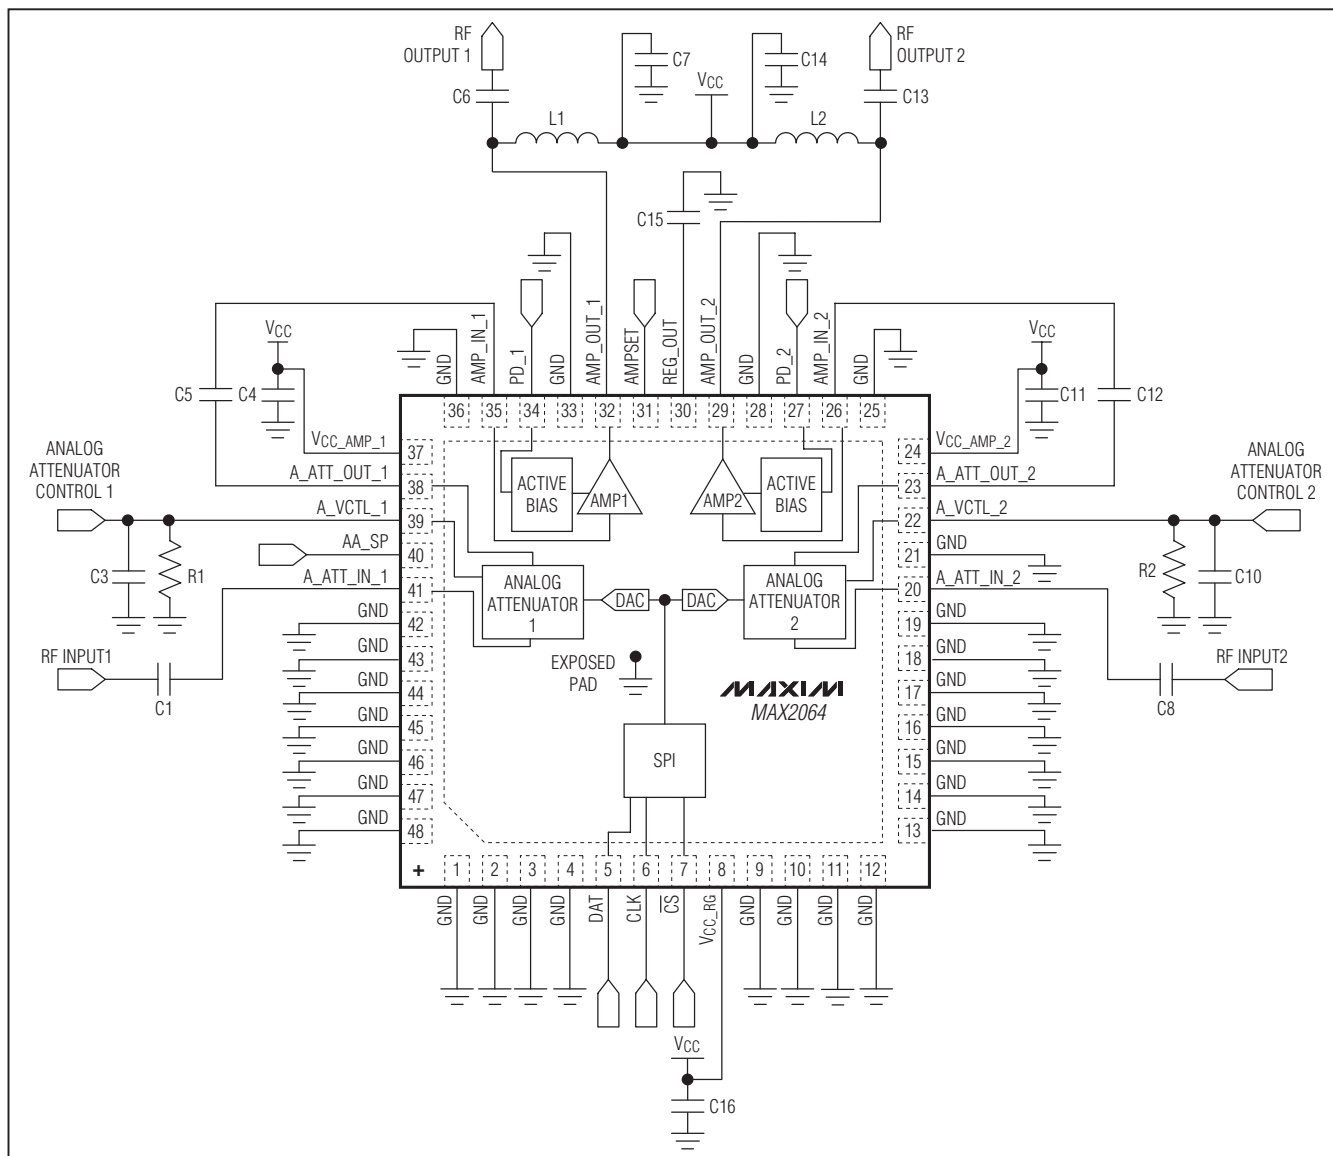 RF
OUTPUT 1
C6
C7
VCC
C14
RF
OUTPUT 2
C13
L1
L2
C15
VCC
C5
C4
GND
AMP_IN_1
PD_1
GND
AMP_OUT_1
AMPSET
REG_OUT
AMP_OUT_2
GND
PD_2
AMP_IN_2
GND
VCC
C11
C12
36
35
34
33
32
31
30
29
28
27
26
25
ANALOG
ATTENUATOR
CONTROL 1
VCC_AMP_1
37
A_ATT_OUT_1
38
A_VCTL_1
39
AA_SP
40
A_ATT_IN_1
41
GND
42
GND
43
GND
44
GND
45
GND
46
GND
47
GND
48
C3
R1
RF INPUT1
C1
ACTIVE
BIAS
AMP1
AMP2
ACTIVE
BIAS
ANALOG
ATTENUATOR
1
DAC
DAC
ANALOG
ATTENUATOR
2
EXPOSED
PAD
MAXIM
MAX2064
SPI
24
VCC_AMP_2
23
A_ATT_OUT_2
22
A_VCTL_2
21
GND
20
A_ATT_IN_2
19
GND
18
GND
17
GND
16
GND
15
GND
14
GND
13
GND
ANALOG
ATTENUATOR
CONTROL 2
R2
C10
RF INPUT2
C8
+
1
2
3
4
5
6
7
8
9
10
11
12
GND
GND
GND
GND
DAT
CLK
CS
VCC_RG
GND
GND
GND
GND
VCC
C16